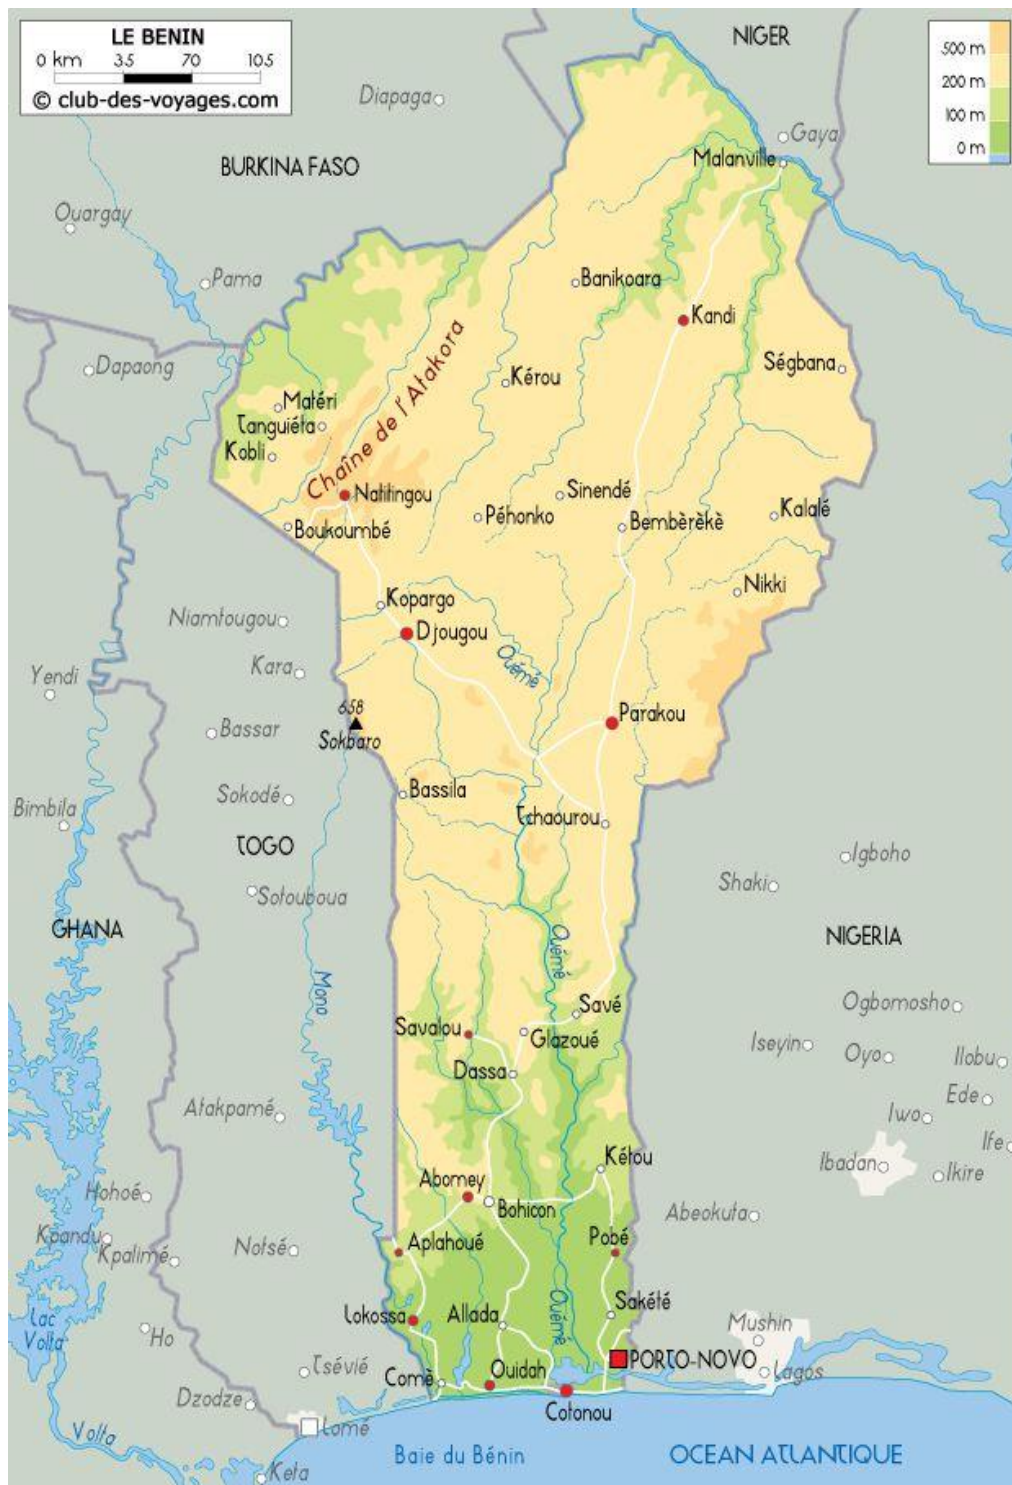 LE BENIN
0 km 35 70 105
© club-des-voyages.com
NIGER
500 m
200 m
100 m
0 m
Diapaga
Gaya
Malanville
BURKINA FASO
Ouargay
Pama
Banikoara
Kandi
Dapaong
Ségbana
Kérou
Chaîne de l'Atakora
Matéri
Tanguiéta
Kobli
Natitingou
Sinendé
Péhonko
Bembèrèkè
Kalalé
Boukoumbé
Nikki
Kopargo
Niamtougou
Djougou
Ouémé
Kara
Yendi
658
Sokbaro
Parakou
Bassar
Bassila
Sokodé
Bimbila
Tchaourou
TOGO
Igboho
Shaki
Sotouboua
GHANA
NIGERIA
Ouémé
Mono
Savé
Ogbomosho
Savalou
Glazoué
Iseyin
Oyo
Ilobu
Dassa
Ede
Atakpamé
Iwo
Ife
Kétou
Ibadan
Ikire
Hohoé
Abomey
Bohicon
Abeokuta
Kpandu
Kpalimé
Notsé
Aplahoué
Pobé
Lac
Volta
Ho
Lokossa
Allada
Ouémé
Sakété
Mushin
PORTO-NOVO
Lagos
Tsévié
Comè
Ouidah
Dzodze
Cotonou
Lomé
Volta
Keta
Baie du Bénin
OCEAN ATLANTIQUE